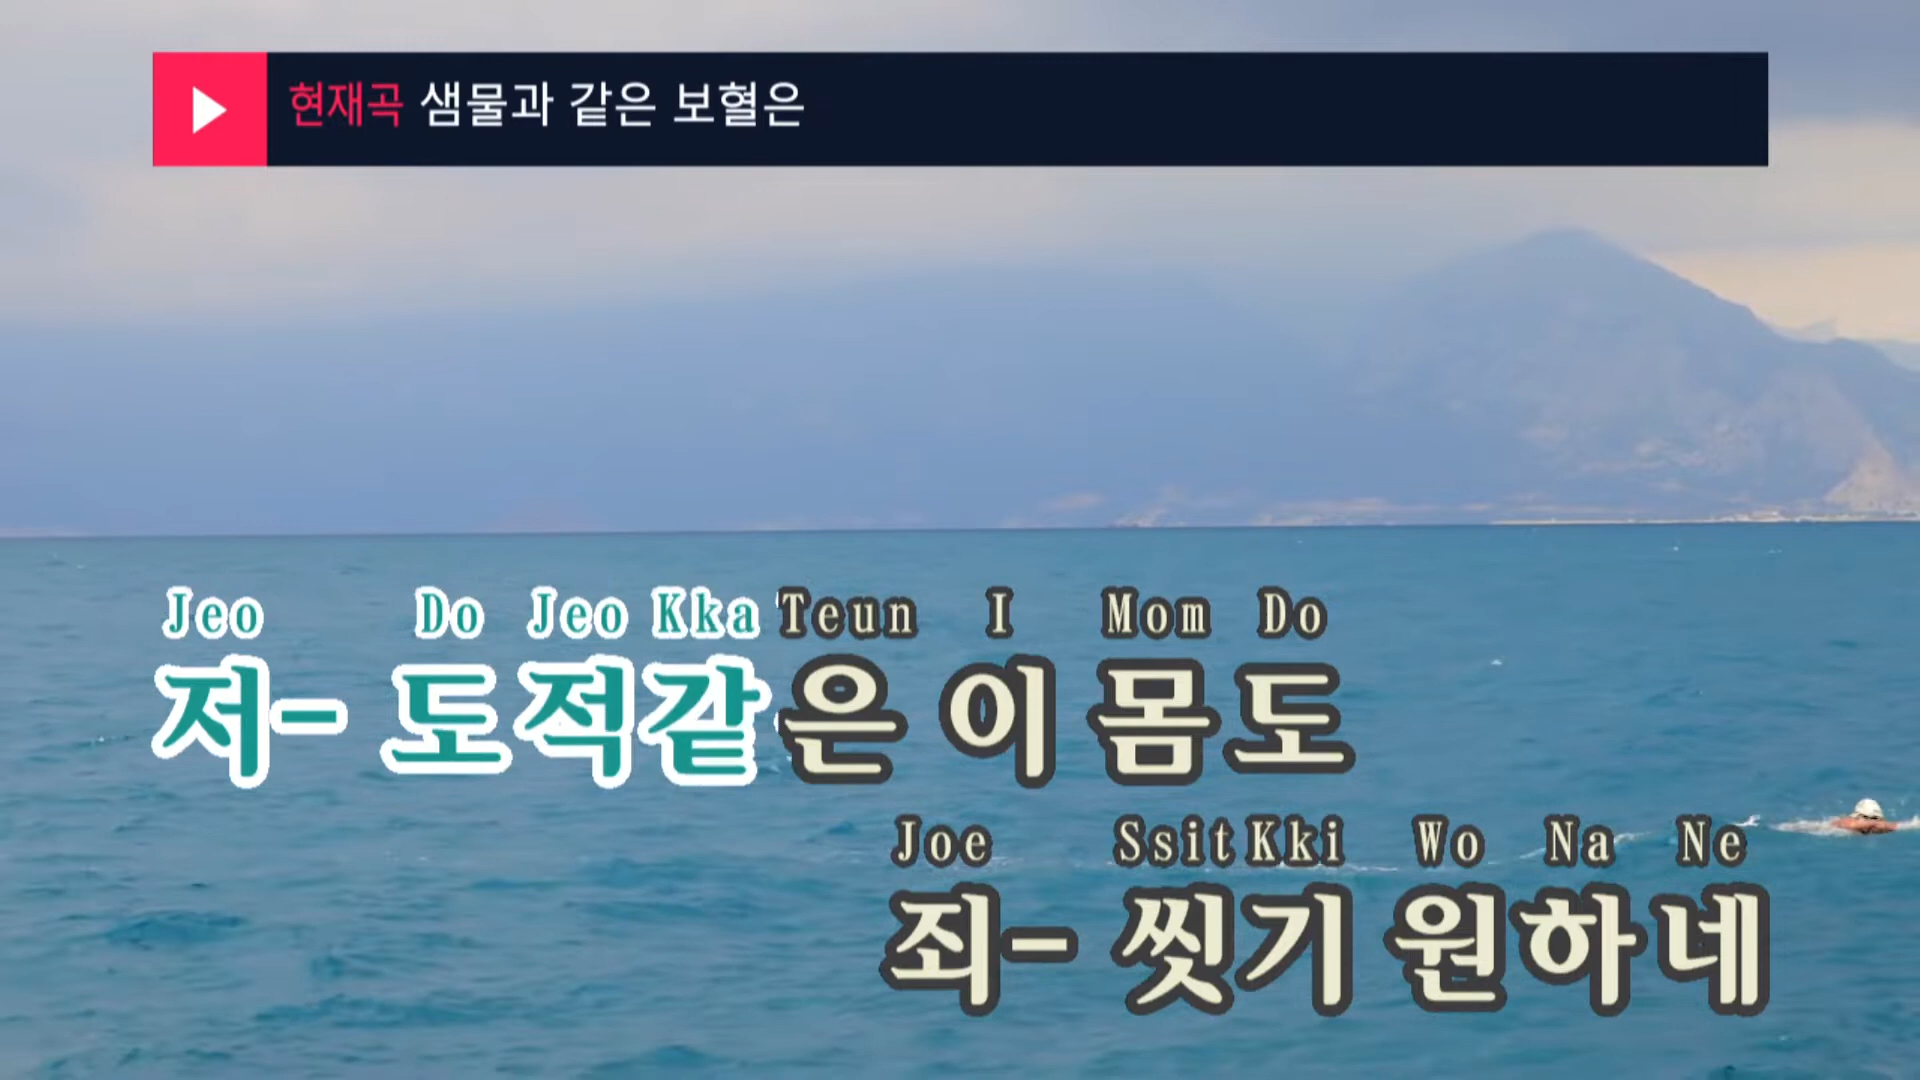 현재곡 샘물과 같은 보혈은
Jeo Do Jeo Kka Teun I Mom Do
저- 도적같은 이 몸도
Joe Ssit Kki Wo Na Ne
죄- 씻기 원하네